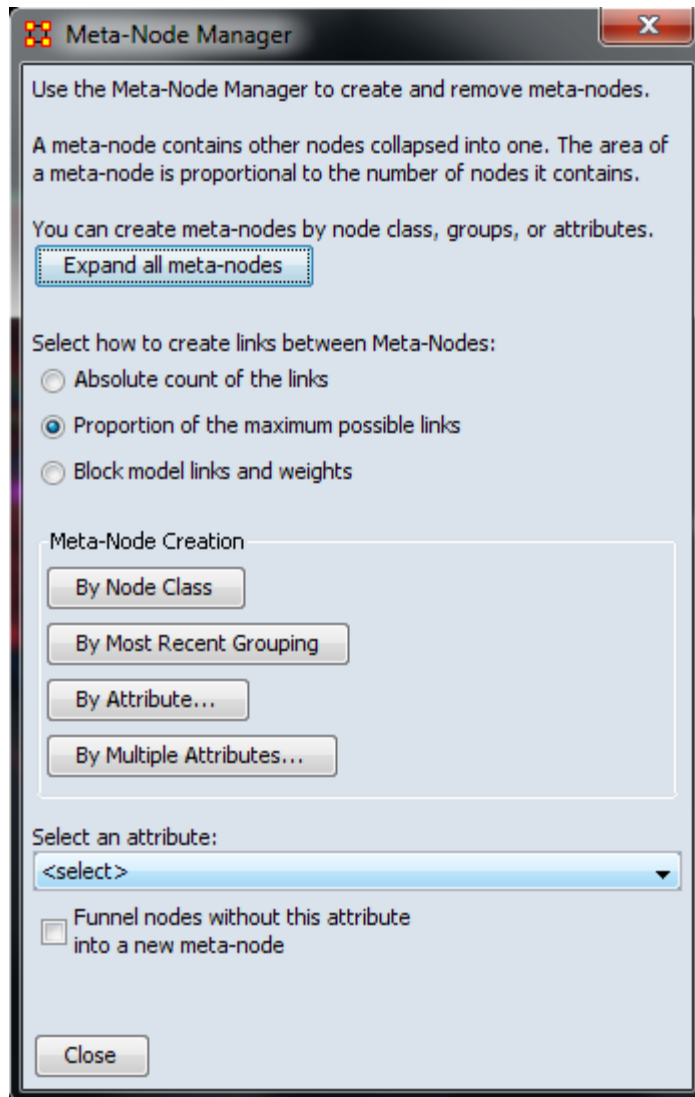 Meta-Node Manager
Use the Meta-Node Manager to create and remove meta-nodes.
A meta-node contains other nodes collapsed into one. The area of
a meta-node is proportional to the number of nodes it contains.
You can create meta-nodes by node class, groups, or attributes.
Expand all meta-nodes
Select how to create links between Meta-Nodes:
Absolute count of the links
Proportion of the maximum possible links
Block model links and weights
Meta-Node Creation
By Node Class
By Most Recent Grouping
By Attribute...
By Multiple Attributes...
Select an attribute:
<select>
Funnel nodes without this attribute
into a new meta-node
Close